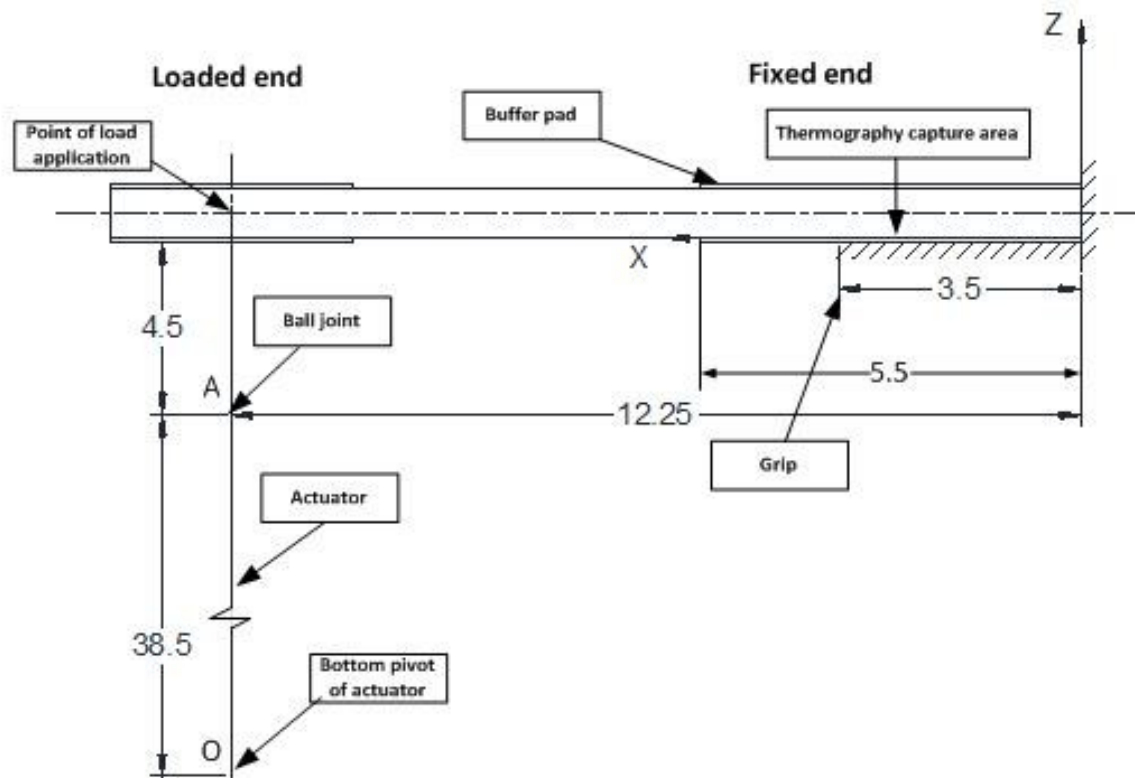 Z
Loaded end
Fixed end
Buffer pad
Point of load
application
Thermography capture area
X
3.5
4.5
Ball joint
5.5
A
12.25
Grip
Actuator
38.5
Bottom pivot
of actuator
O